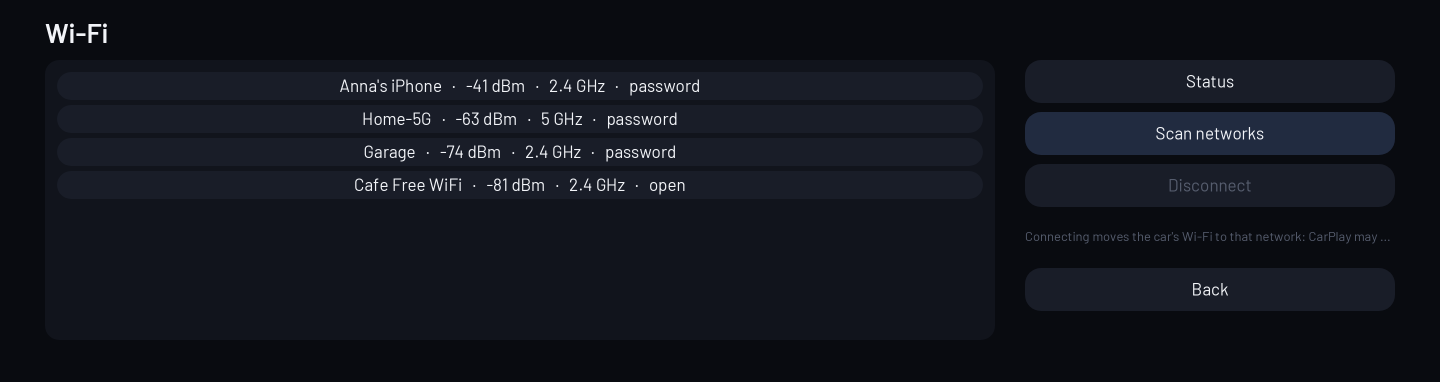 Wi-Fi
Anna's iPhone · -41 dBm · 2.4 GHz · password
Home-5G · -63 dBm · 5 GHz · password
Garage · -74 dBm · 2.4 GHz · password
Cafe Free WiFi · -81 dBm · 2.4 GHz · open
Status
Scan networks
Disconnect
Connecting moves the car's Wi-Fi to that network: CarPlay may ...
Back